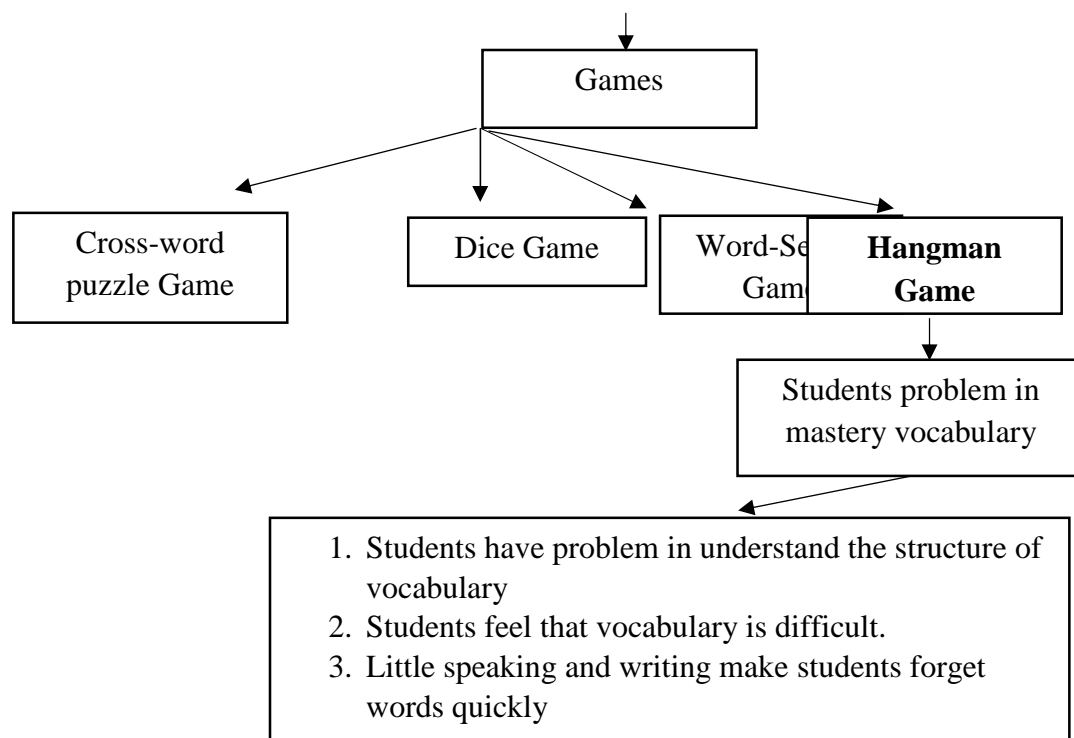 Games
Cross-word
puzzle Game
Dice Game
Game
Hangman
Game
Students problem in
mastery vocabulary
1. Students have problem in understand the structure of
vocabulary
2. Students feel that vocabulary is difficult.
3. Little speaking and writing make students forget
words quickly